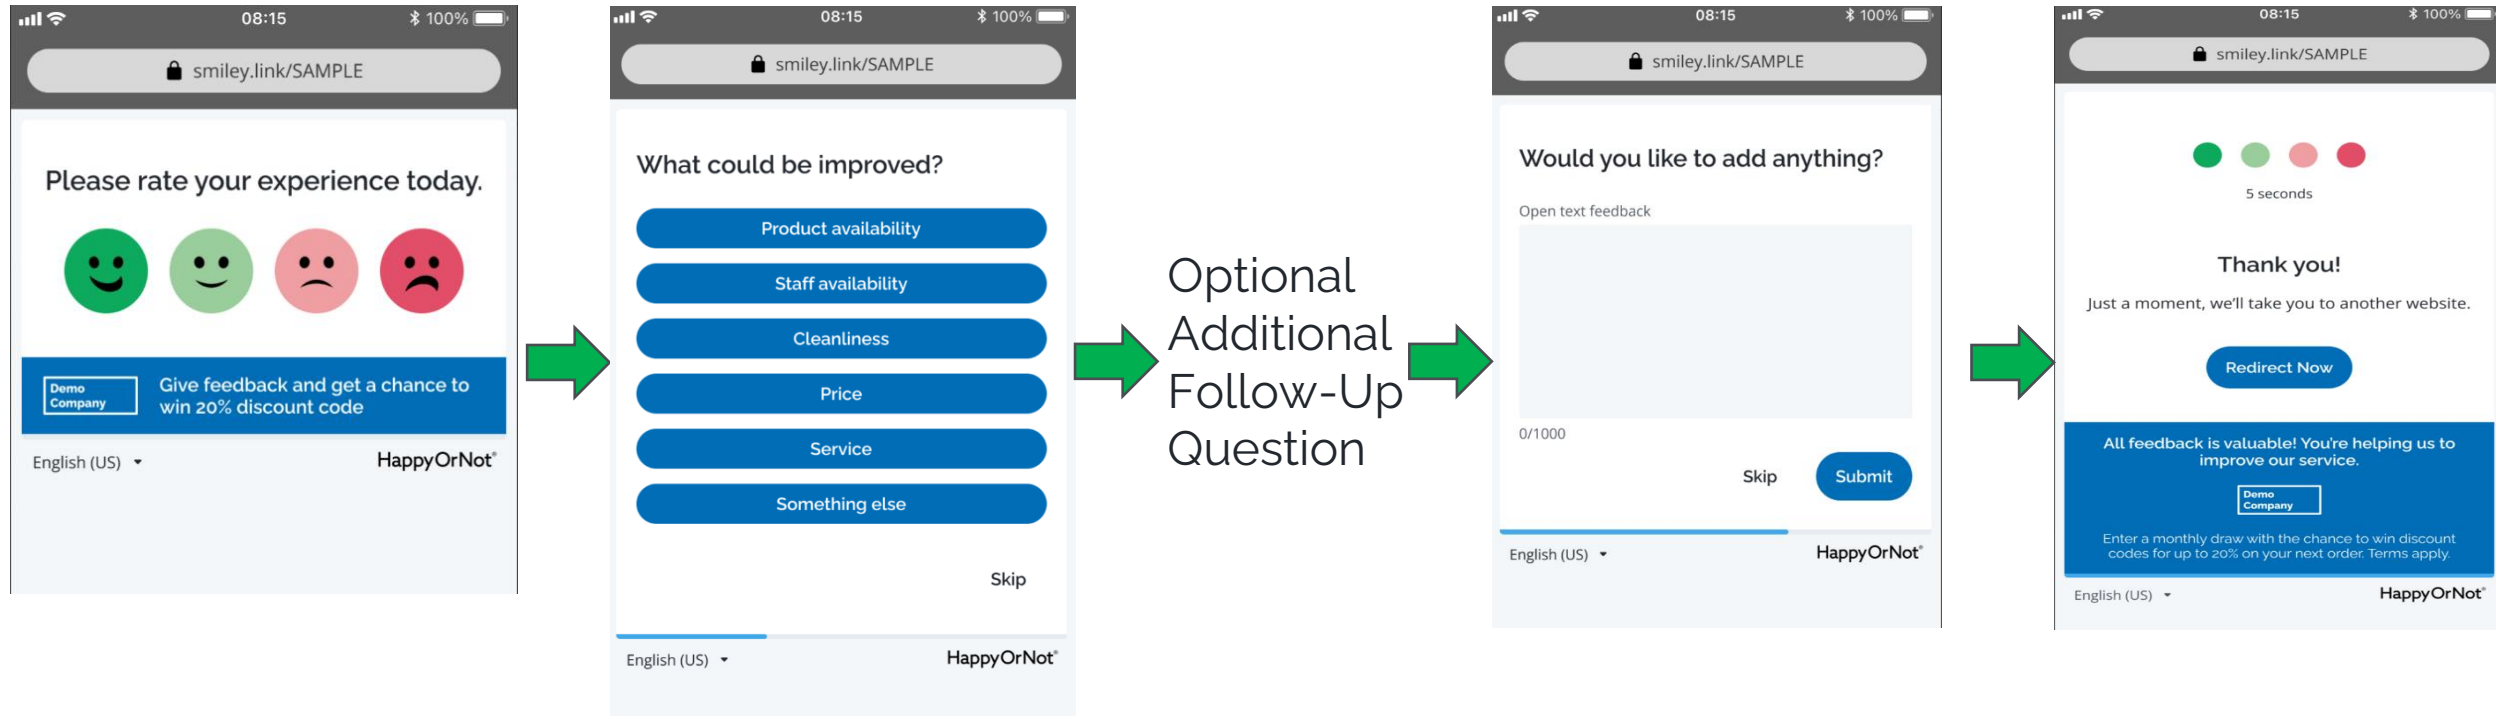 08:15
100%
smiley.link/SAMPLE
Please rate your experience today.
Demo
Company
Give feedback and get a chance to
win 20% discount code
English (US)
HappyOrNot®
08:15
100%
smiley.link/SAMPLE
What could be improved?
Product availability
Staff availability
Cleanliness
Price
Service
Something else
Skip
English (US)
HappyOrNot®
Optional
Additional
Follow-Up
Question
08:15
100%
smiley.link/SAMPLE
Would you like to add anything?
Open text feedback
0/1000
Skip
Submit
English (US)
HappyOrNot®
08:15
100%
smiley.link/SAMPLE
5 seconds
Thank you!
Just a moment, we'll take you to another website.
Redirect Now
All feedback is valuable! You're helping us to
improve our service.
Demo
Company
Enter a monthly draw with the chance to win discount
codes for up to 20% on your next order. Terms apply.
English (US)
HappyOrNot®